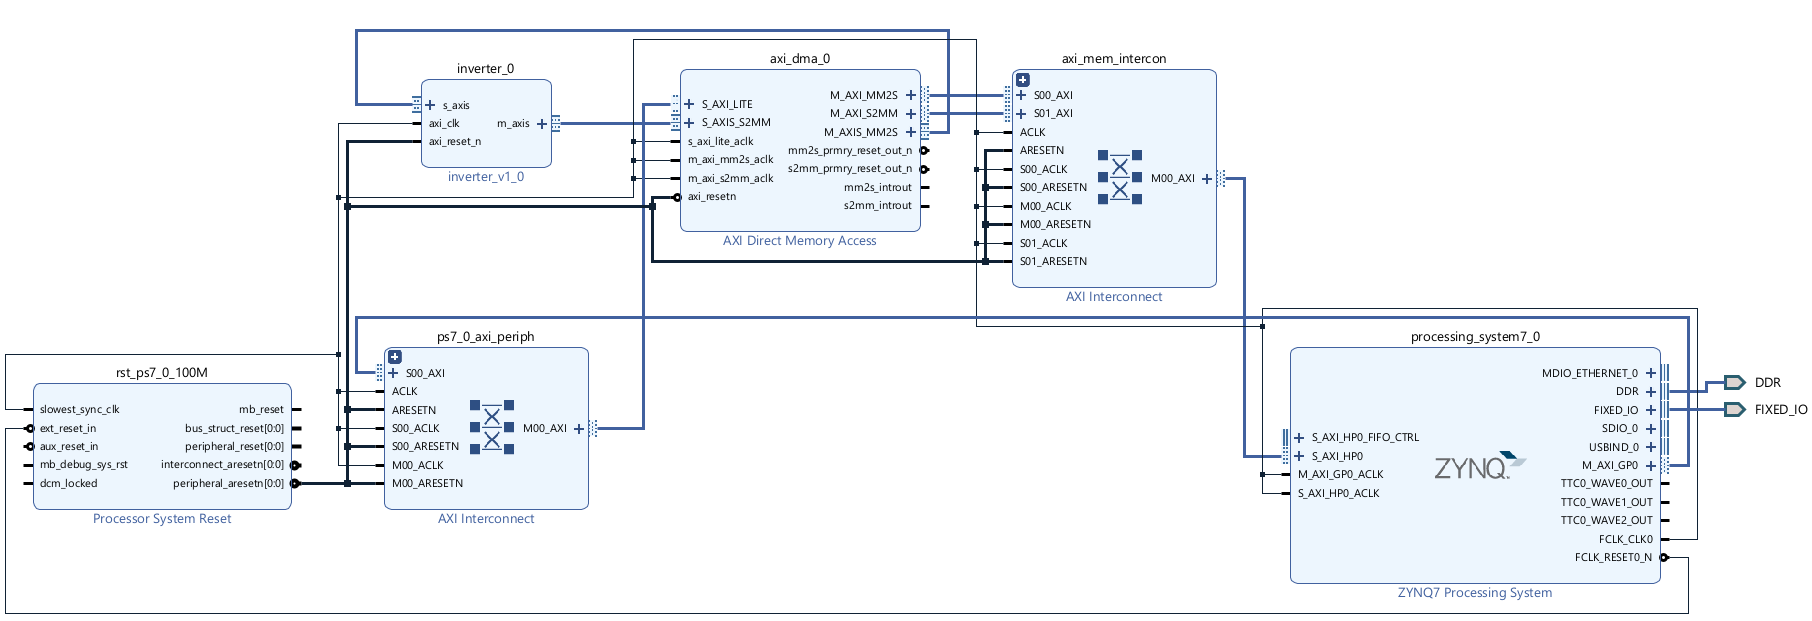 inverter_0
s_axis
axi_clk
axi_reset_n
m_axis
inverter_v1_0
axi_dma_0
S_AXI_LITE
S_AXIS_S2MM
s_axi_lite_aclk
m_axi_mm2s_aclk
m_axi_s2mm_aclk
axi_resetn
M_AXI_MM2S
M_AXI_S2MM
M_AXIS_MM2S
mm2s_prmry_reset_out_n
s2mm_prmry_reset_out_n
mm2s_introut
s2mm_introut
AXI Direct Memory Access
axi_mem_intercon
S00_AXI
S01_AXI
ACLK
ARESETN
S00_ACLK
S00_ARESETN
M00_ACLK
M00_ARESETN
S01_ACLK
S01_ARESETN
M00_AXI
AXI Interconnect
rst_ps7_0_100M
slowest_sync_clk
ext_reset_in
aux_reset_in
mb_debug_sys_rst
dcm_locked
mb_reset
bus_struct_reset[0:0]
peripheral_reset[0:0]
interconnect_aresetn[0:0]
peripheral_aresetn[0:0]
Processor System Reset
ps7_0_axi_periph
S00_AXI
ACLK
ARESETN
S00_ACLK
S00_ARESETN
M00_ACLK
M00_ARESETN
M00_AXI
AXI Interconnect
processing_system7_0
S_AXI_HP0_FIFO_CTRL
S_AXI_HP0
M_AXI_GP0_ACLK
S_AXI_HP0_ACLK
ZYNQ
MDIO_ETHERNET_0
DDR
FIXED_IO
SDIO_0
USBIND_0
M_AXI_GP0
TTC0_WAVE0_OUT
TTC0_WAVE1_OUT
TTC0_WAVE2_OUT
FCLK_CLK0
FCLK_RESET0_N
ZYNQ7 Processing System
DDR
FIXED_IO